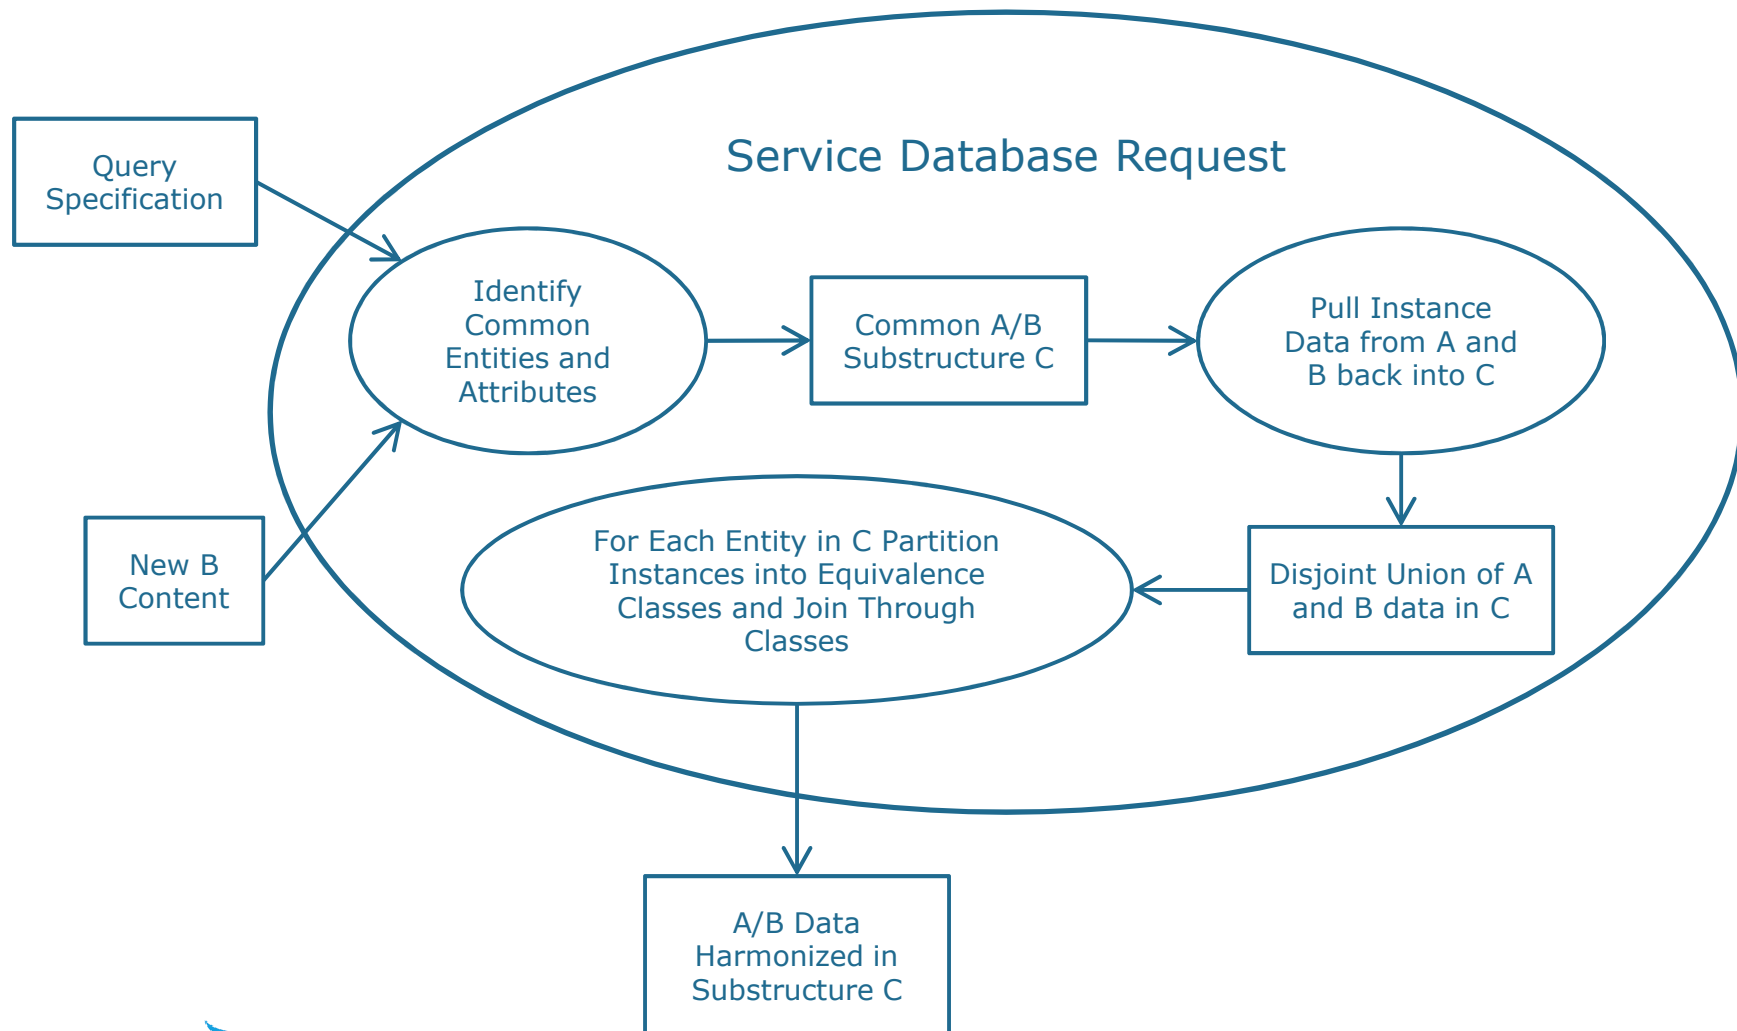 Service Database Request
Query
Specification
Identify
Common
Entities and
Attributes
Common A/B
Substructure C
Pull Instance
Data from A and
B back into C
New B
Content
For Each Entity in C Partition
Instances into Equivalence
Classes and Join Through
Classes
Disjoint Union of A
and B data in C
A/B Data
Harmonized in
Substructure C